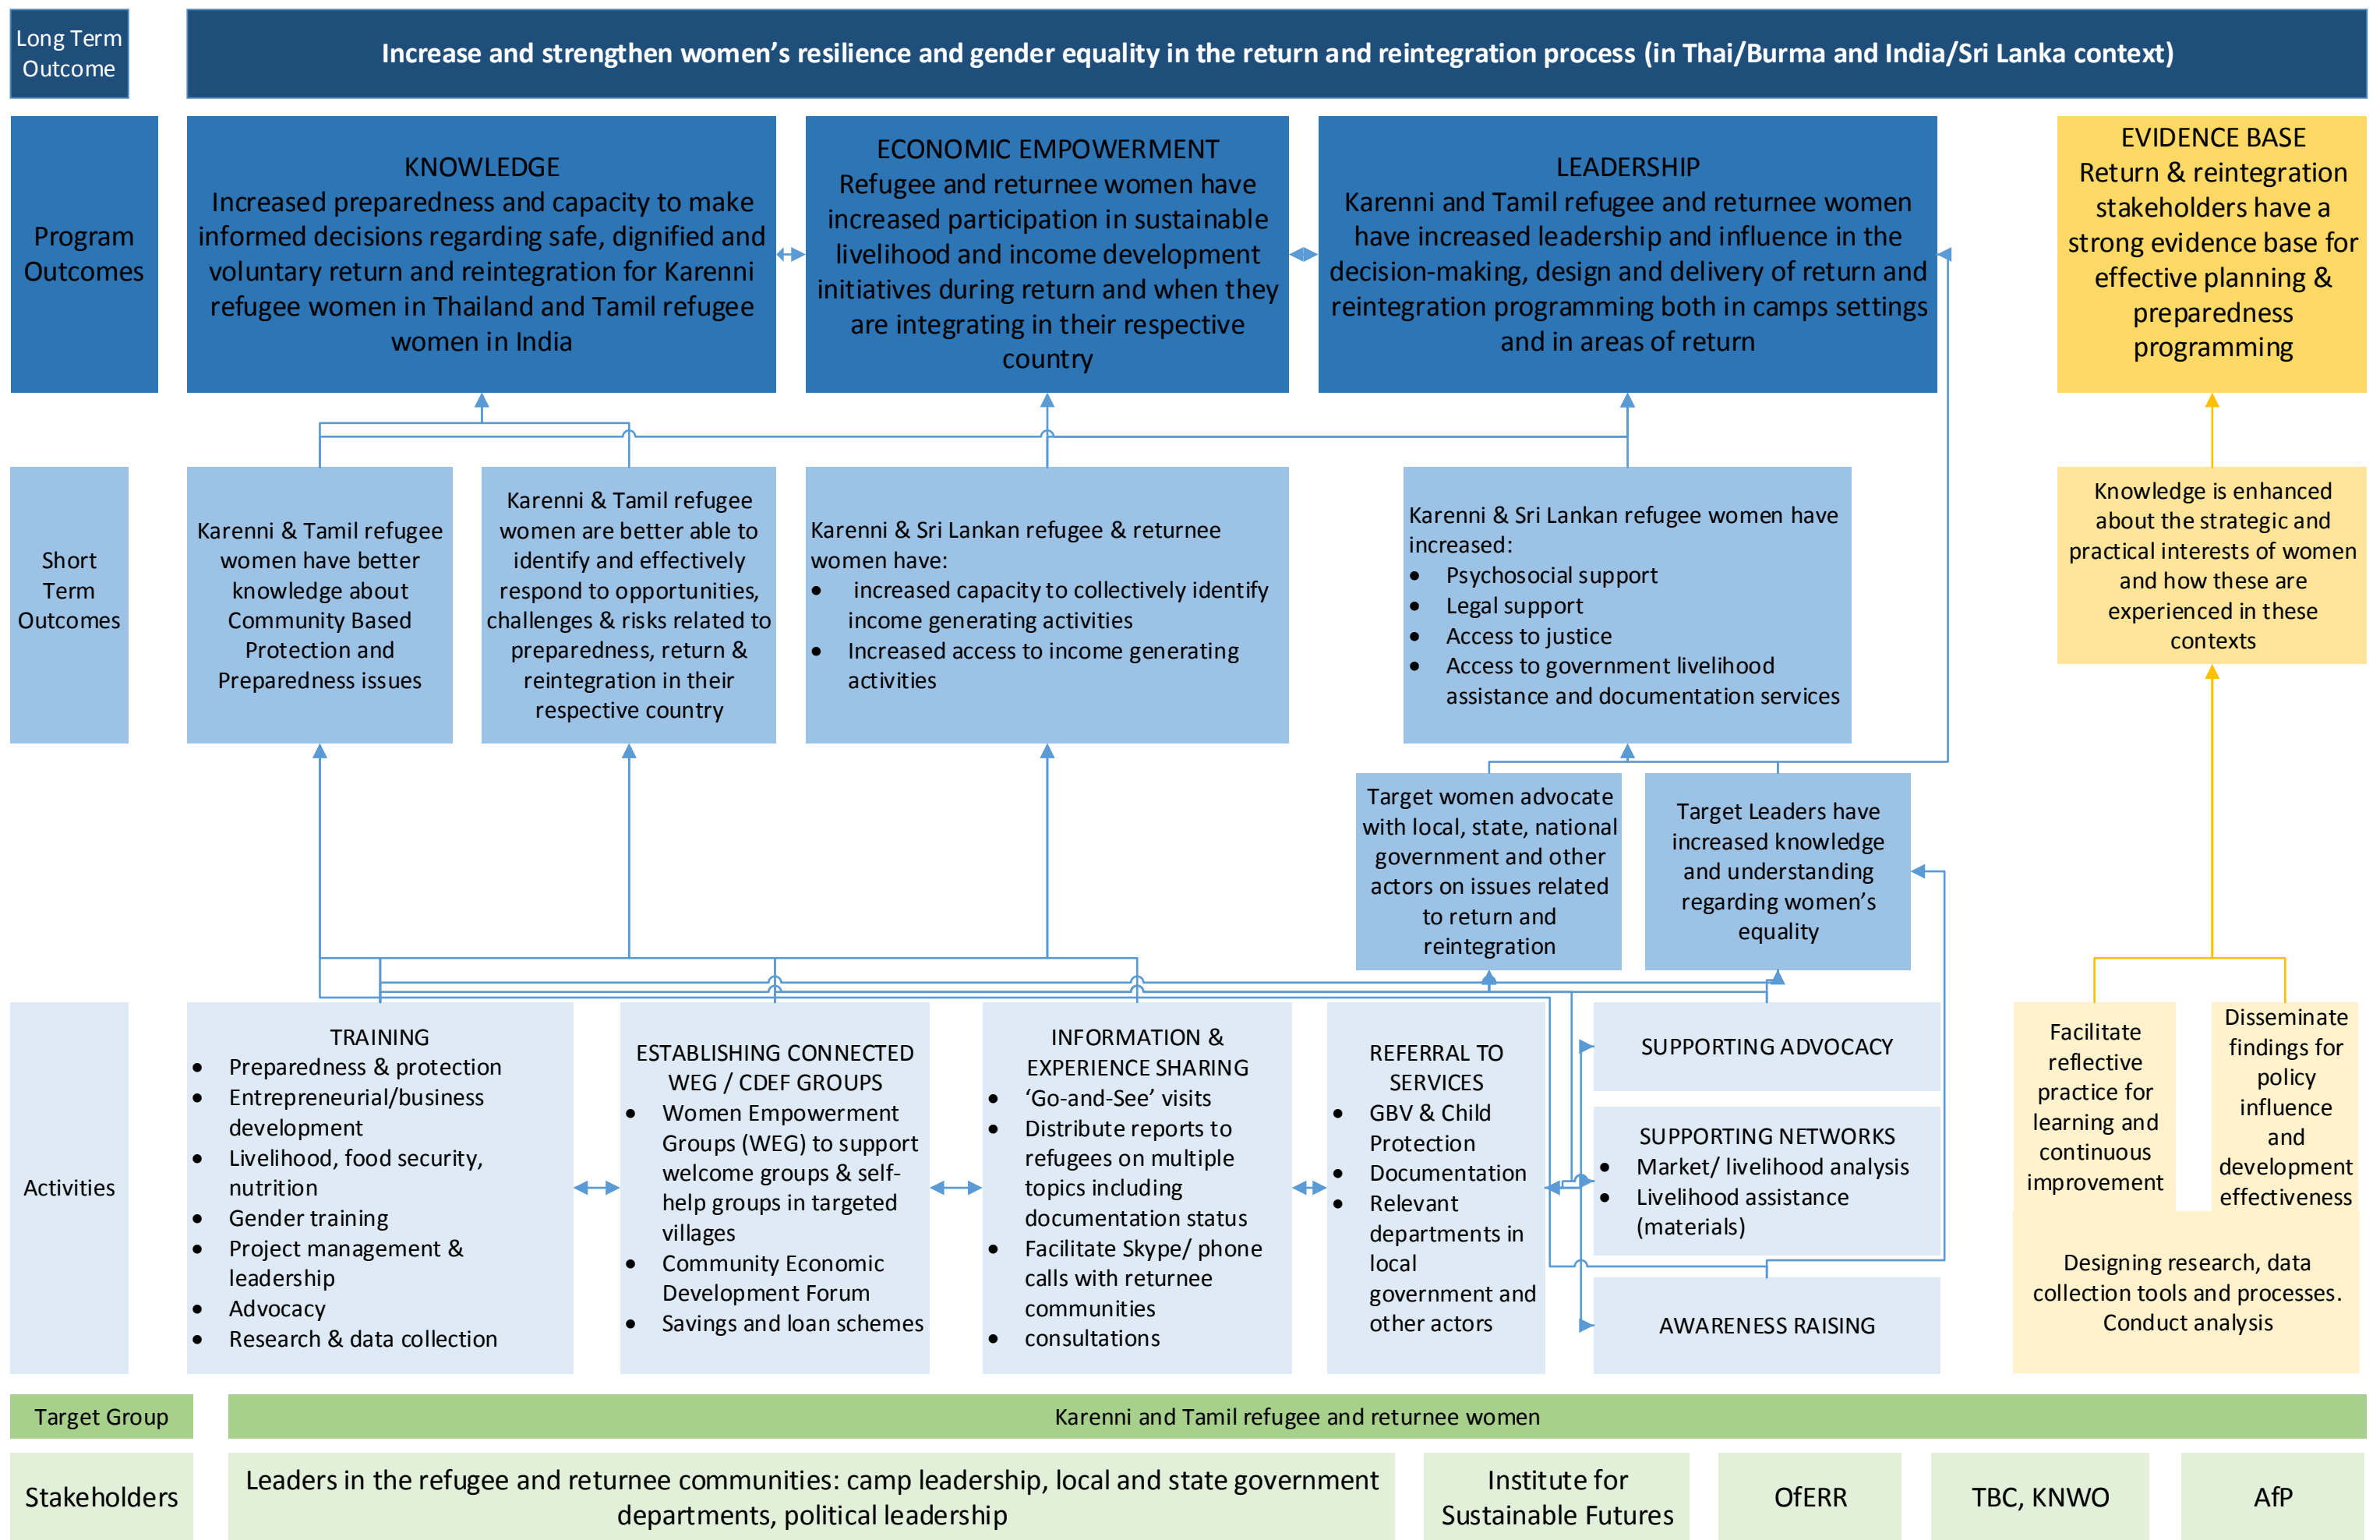 Long Term
Outcome
Increase and strengthen women’s resilience and gender equality in the return and reintegration process (in Thai/Burma and India/Sri Lanka context)
Program
Outcomes
KNOWLEDGE
Increased preparedness and capacity to make
informed decisions regarding safe, dignified and
voluntary return and reintegration for Karenni
refugee women in Thailand and Tamil refugee
women in India
ECONOMIC EMPOWERMENT
Refugee and returnee women have
increased participation in sustainable
livelihood and income development
initiatives during return and when they
are integrating in their respective
country
LEADERSHIP
Karenni and Tamil refugee and returnee women
have increased leadership and influence in the
decision-making, design and delivery of return and
reintegration programming both in camps settings
and in areas of return
EVIDENCE BASE
Return & reintegration
stakeholders have a
strong evidence base for
effective planning &
preparedness
programming
Short
Term
Outcomes
Karenni & Tamil refugee
women have better
knowledge about
Community Based
Protection and
Preparedness issues
Karenni & Tamil refugee
women are better able to
identify and effectively
respond to opportunities,
challenges & risks related to
preparedness, return &
reintegration in their
respective country
Karenni & Sri Lankan refugee & returnee
women have:
• increased capacity to collectively identify
income generating activities
• Increased access to income generating
activities
Karenni & Sri Lankan refugee women have
increased:
• Psychosocial support
• Legal support
• Access to justice
• Access to government livelihood
assistance and documentation services
Knowledge is enhanced
about the strategic and
practical interests of women
and how these are
experienced in these
contexts
Target women advocate
with local, state, national
government and other
actors on issues related
to return and
reintegration
Target Leaders have
increased knowledge
and understanding
regarding women’s
equality
Activities
TRAINING
• Preparedness & protection
• Entrepreneurial/business
development
• Livelihood, food security,
nutrition
• Gender training
• Project management &
leadership
• Advocacy
• Research & data collection
ESTABLISHING CONNECTED
WEG / CDEF GROUPS
• Women Empowerment
Groups (WEG) to support
welcome groups & self-
help groups in targeted
villages
• Community Economic
Development Forum
• Savings and loan schemes
INFORMATION &
EXPERIENCE SHARING
• ‘Go-and-See’ visits
• Distribute reports to
refugees on multiple
topics including
documentation status
• Facilitate Skype/ phone
calls with returnee
communities
• consultations
REFERRAL TO
SERVICES
• GBV & Child
Protection
• Documentation
• Relevant
departments in
local
government and
other actors
SUPPORTING ADVOCACY
SUPPORTING NETWORKS
• Market/ livelihood analysis
• Livelihood assistance
(materials)
AWARENESS RAISING
Facilitate
reflective
practice for
learning and
continuous
improvement
Disseminate
findings for
policy
influence
and
development
effectiveness
Designing research, data
collection tools and processes.
Conduct analysis
Target Group
Karenni and Tamil refugee and returnee women
Stakeholders
Leaders in the refugee and returnee communities: camp leadership, local and state government
departments, political leadership
Institute for
Sustainable Futures
OfERR
TBC, KNWO
AfP